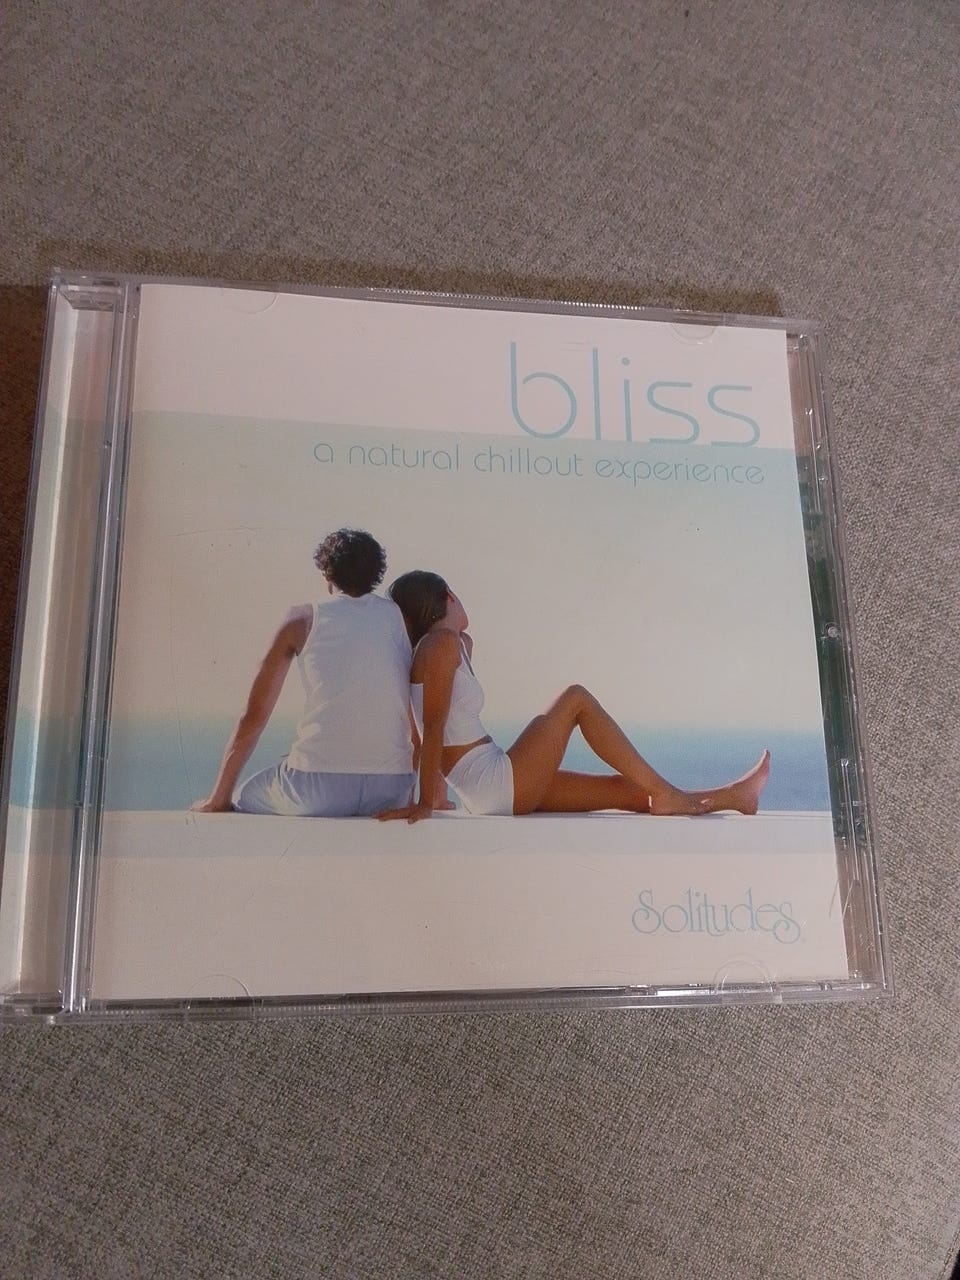 bliss
a natural chillout experience
Solitudes